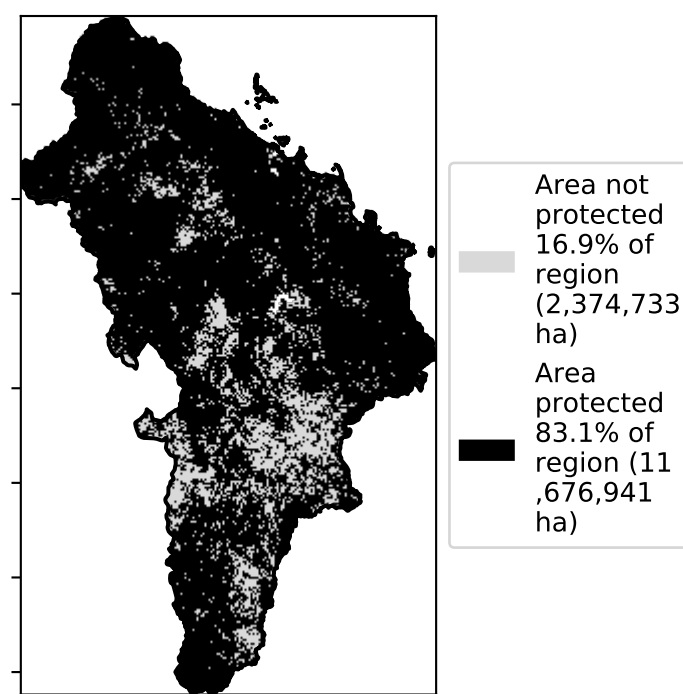 Area not
protected
16.9% of
region
(2,374,733
ha)
Area
protected
83.1% of
region (11
,676,941
ha)